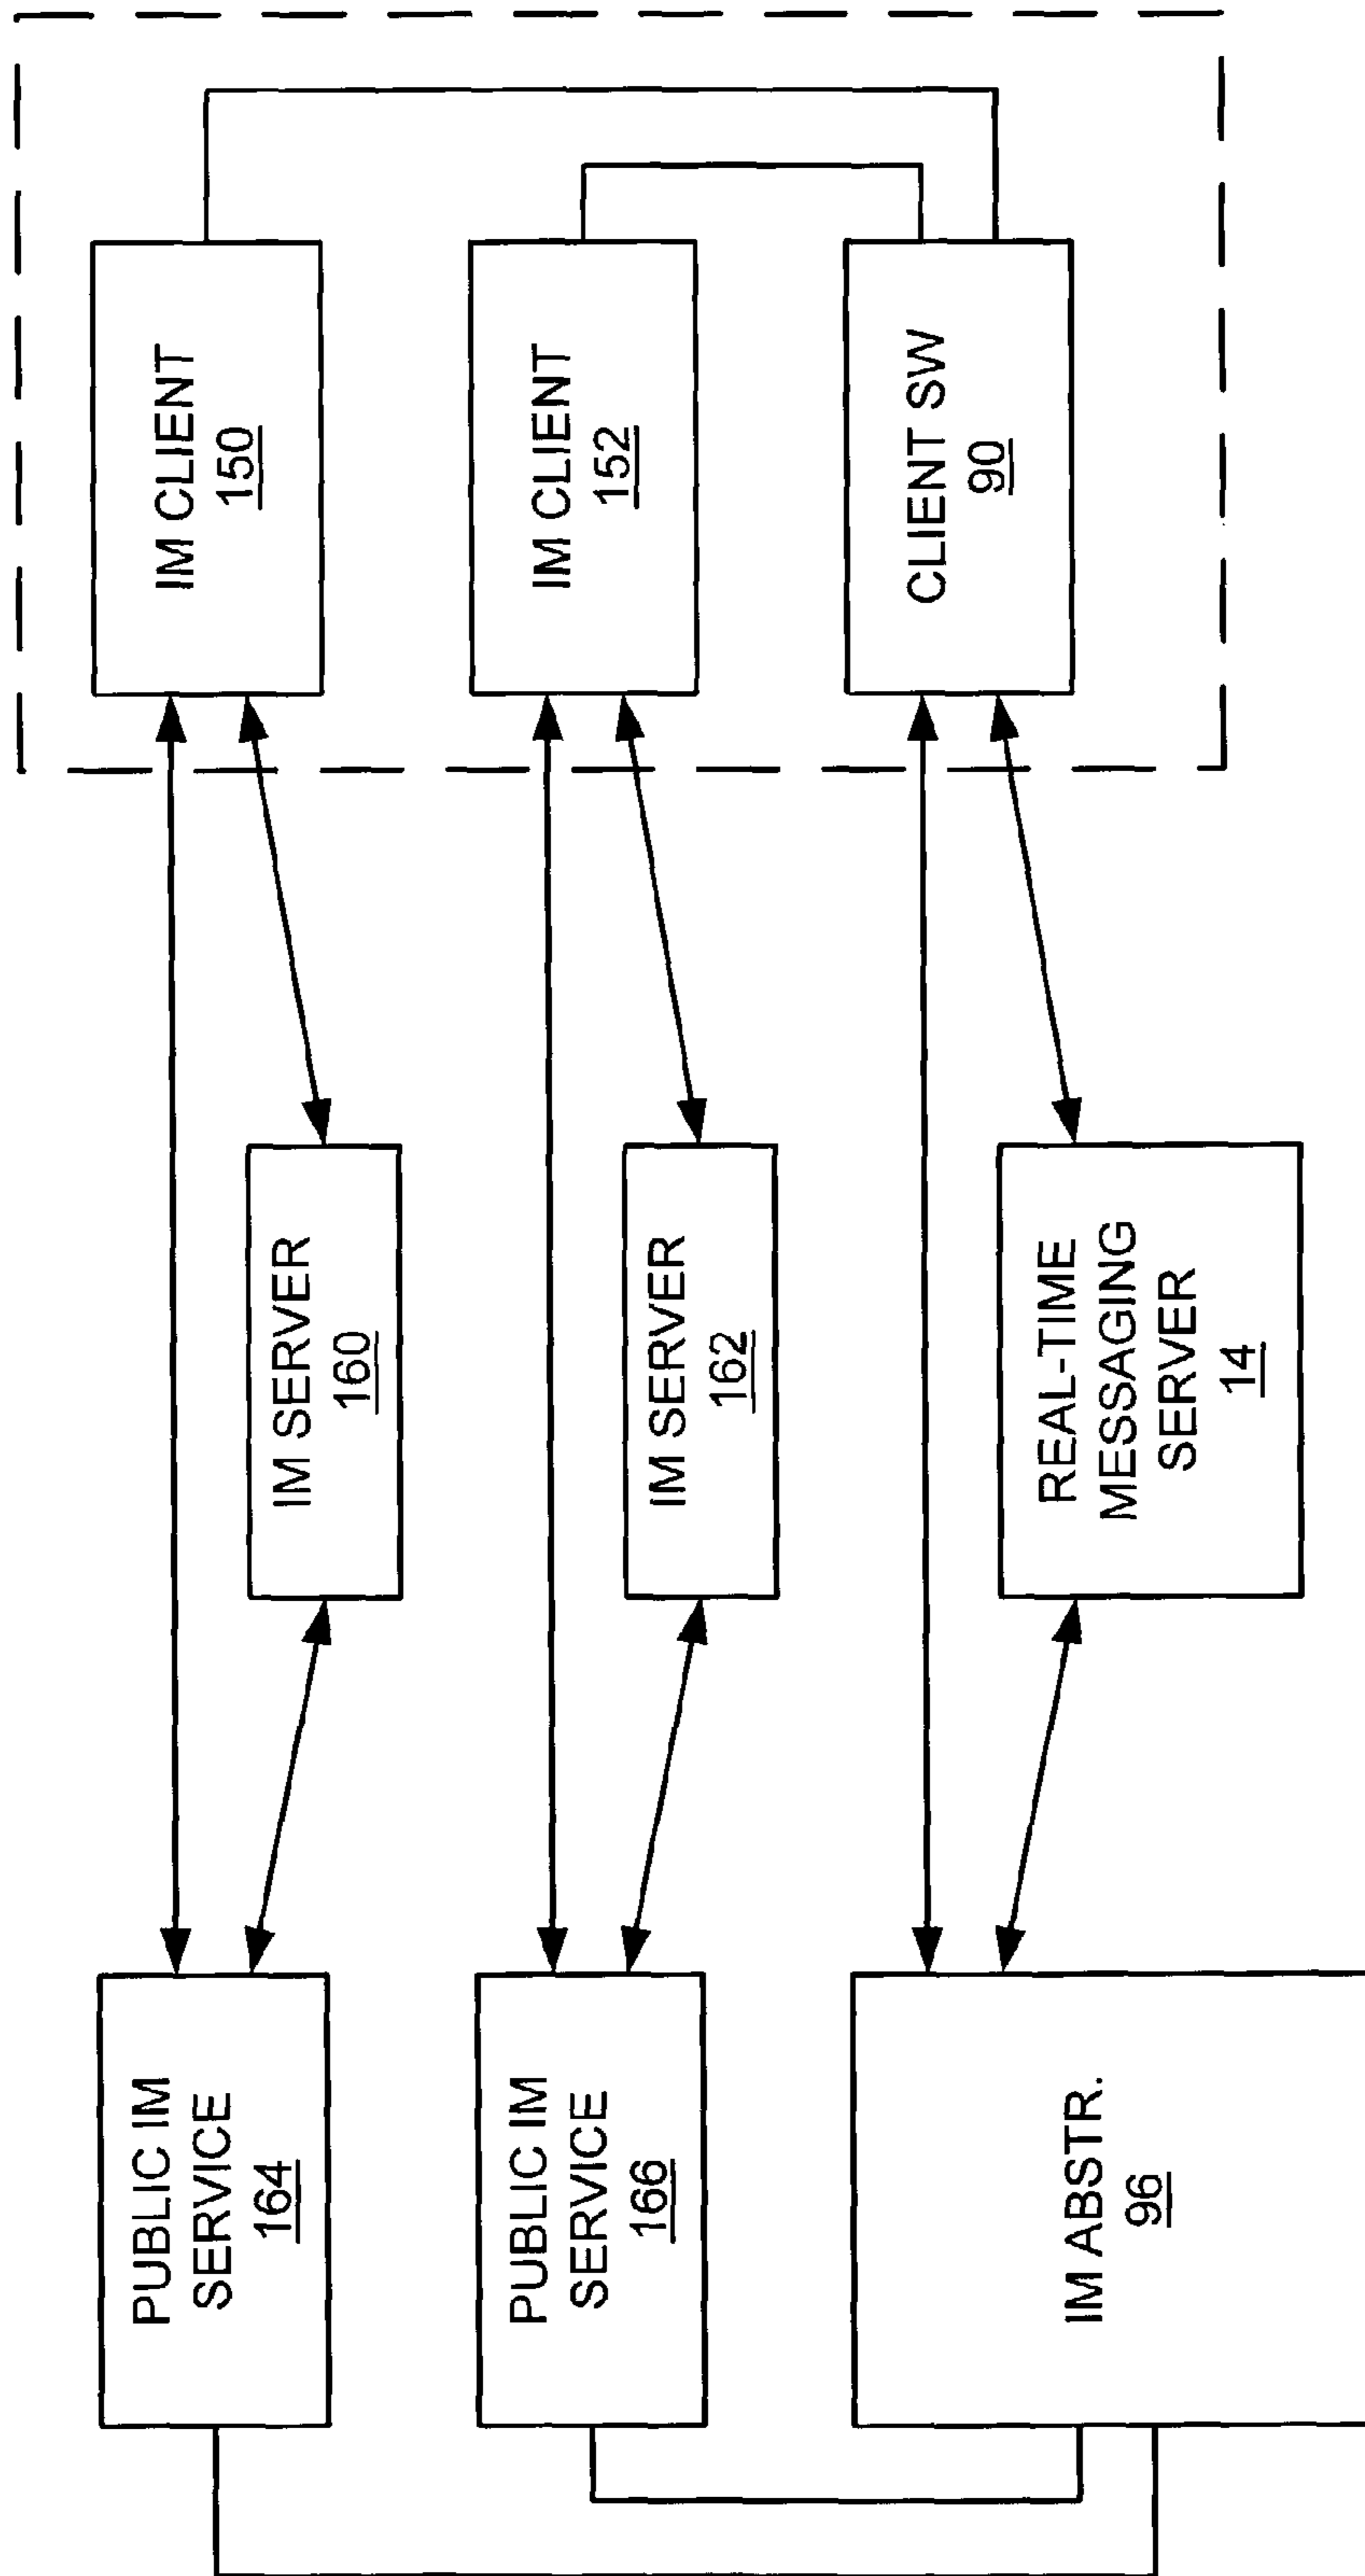 PUBLIC IM
SERVICE
164
IM SERVER
160
IM CLIENT
150
PUBLIC IM
SERVICE
166
IM SERVER
162
IM CLIENT
152
IM ABSTR.
96
REAL-TIME
MESSAGING
SERVER
14
CLIENT SW
90